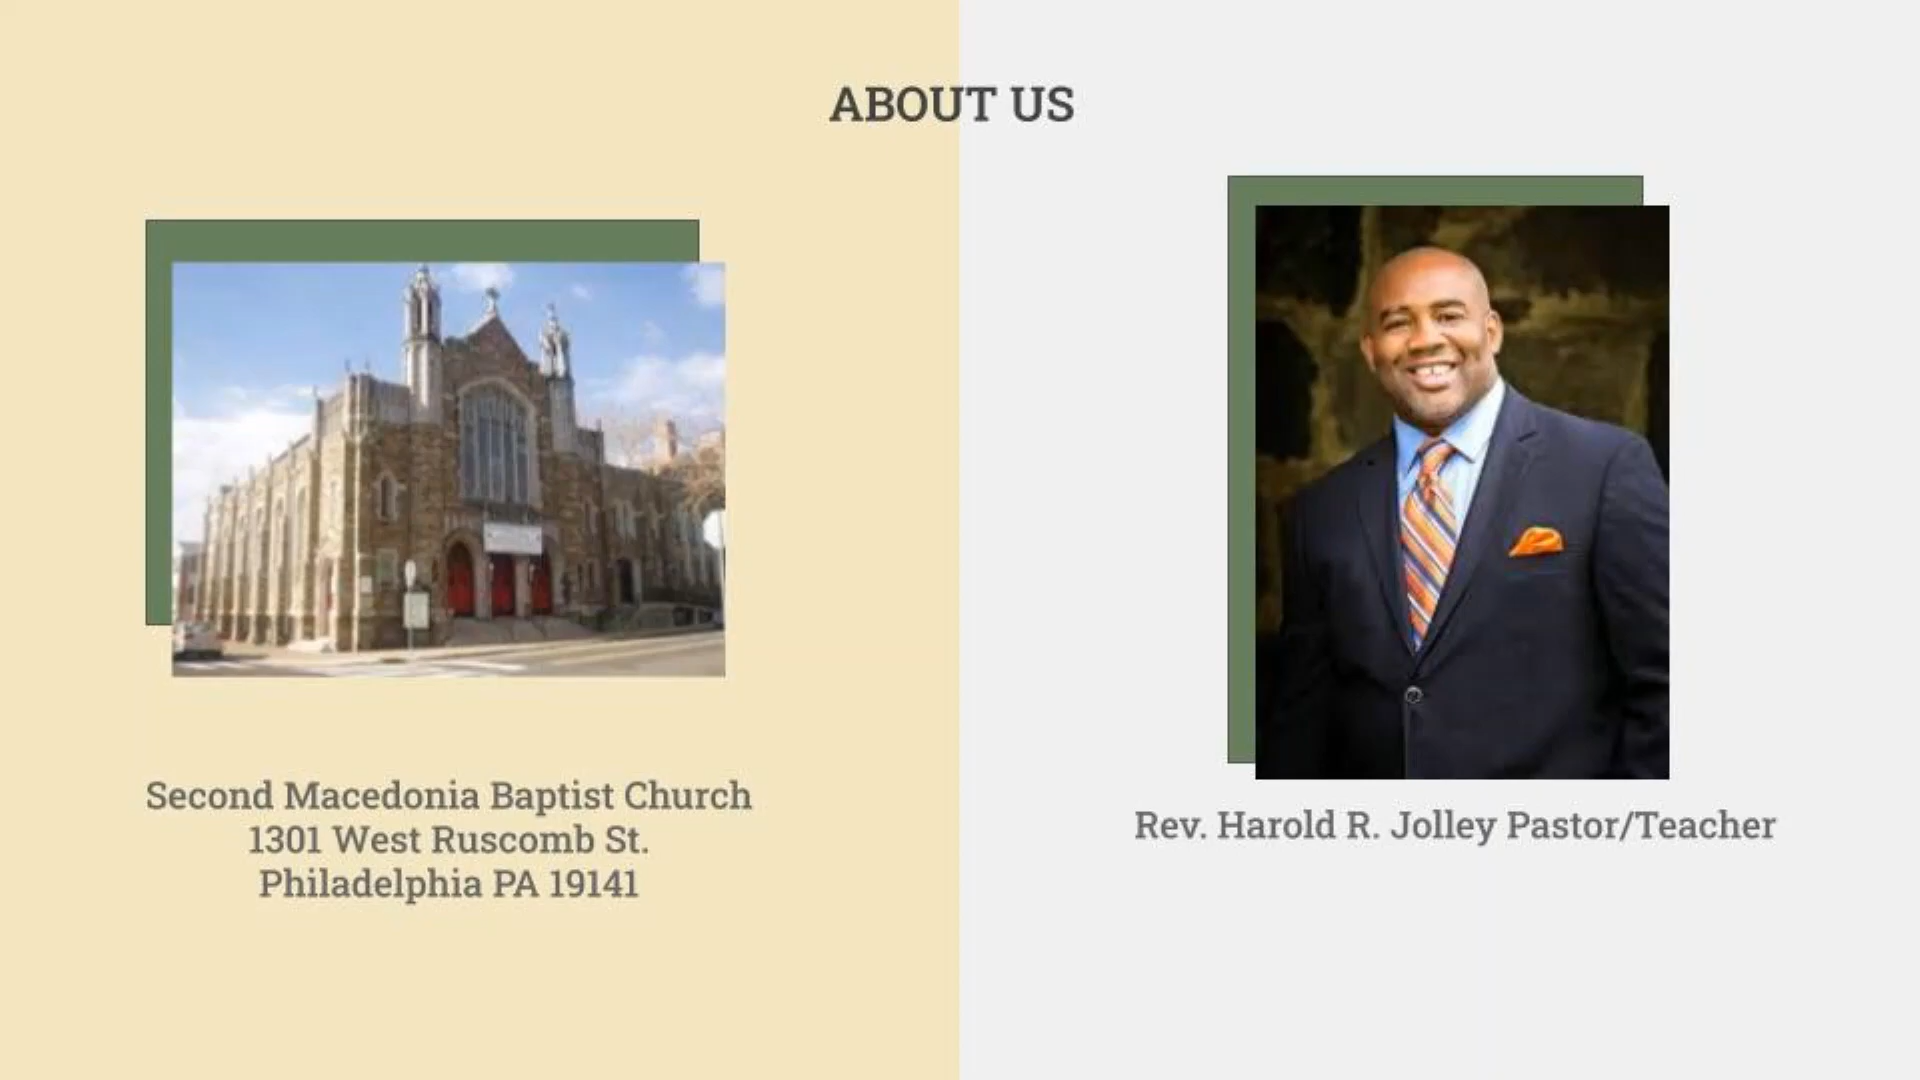 ABOUT US
Second Macedonia Baptist Church
1301 West Ruscomb St.
Philadelphia PA 19141
Rev. Harold R. Jolley Pastor/Teacher